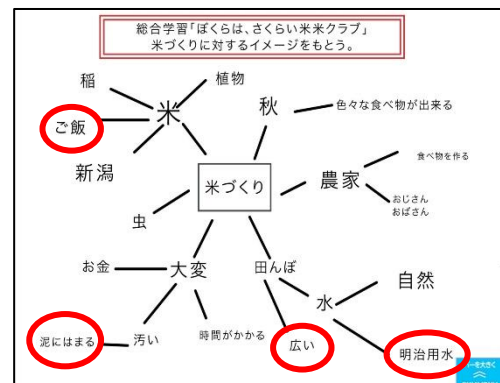 総合学習「ぼくらは、さくらい米米クラブ」
米づくりに対するイメージをもとう。
稲
植物
米
ご飯
新潟
秋
色々な食べ物が出来る
農家
食べ物を作る
おじさん
おばさん
米づくり
虫
お金
大変
田んぼ
自然
水
泥にはまる
汚い
時間がかかる
広い
明治用水